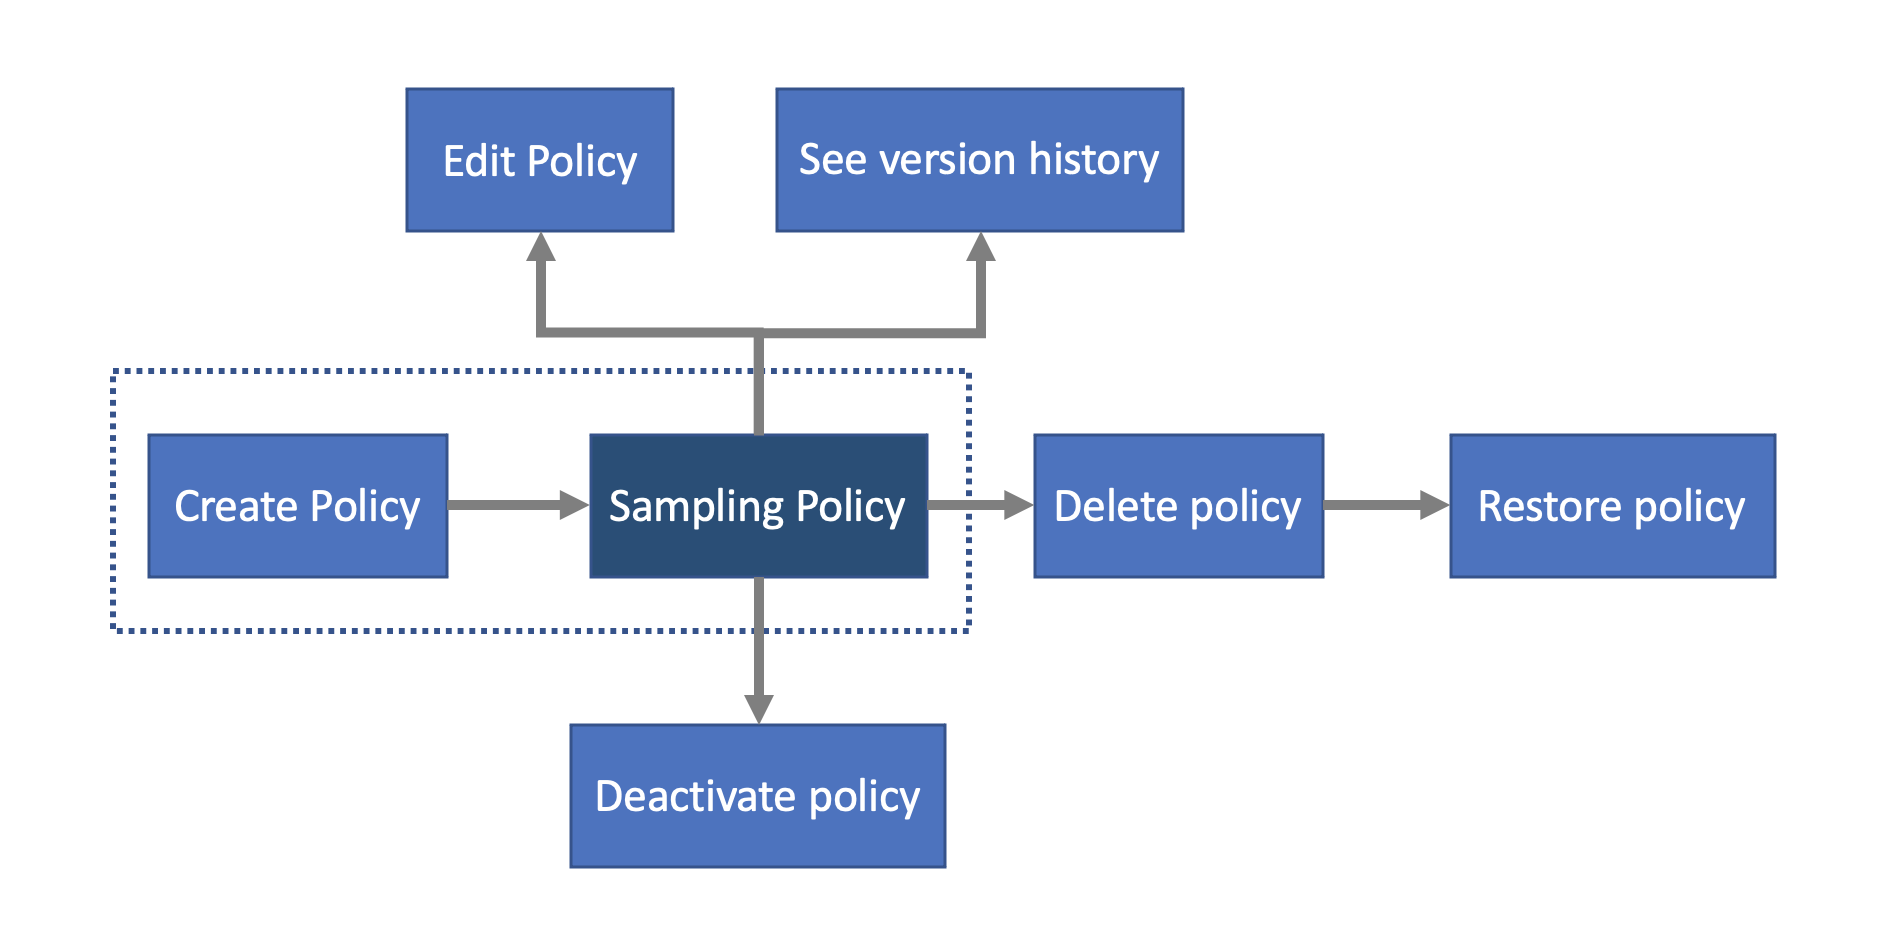 Edit Policy
See version history
Create Policy
Sampling Policy
Delete policy
Restore policy
Deactivate policy